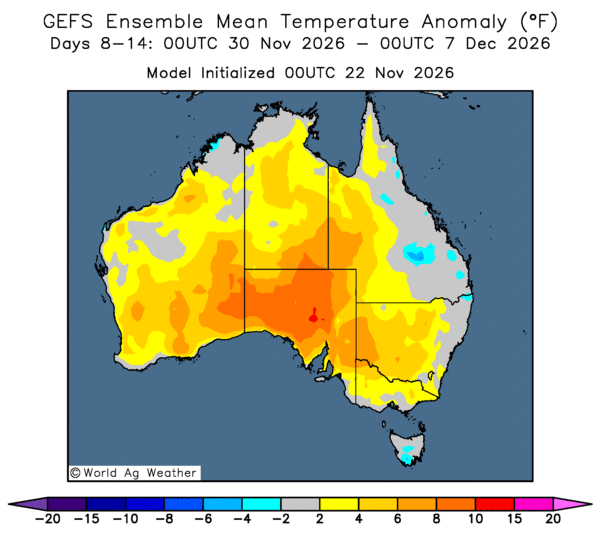 GEFS Ensemble Mean Temperature Anomaly (°F)
Days 8−14: 00UTC 30 Nov 2026 − 00UTC 7 Dec 2026
Model Initialized 00UTC 22 Nov 2026
© World Ag Weather
−20 −15 −10 −8 −6 −4 −2 2 4 6 8 10 15 20